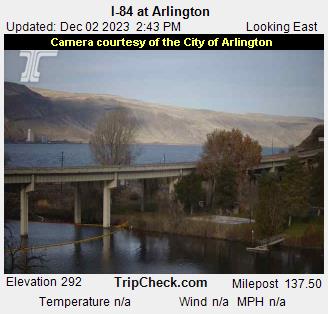 I-84 at Arlington
Updated: Dec 02 2023 2:43 PM Looking East
Camera courtesy of the City of Arlington
Elevation 292 TripCheck.com Milepost 137.50
Temperature n/a Wind n/a MPH n/a